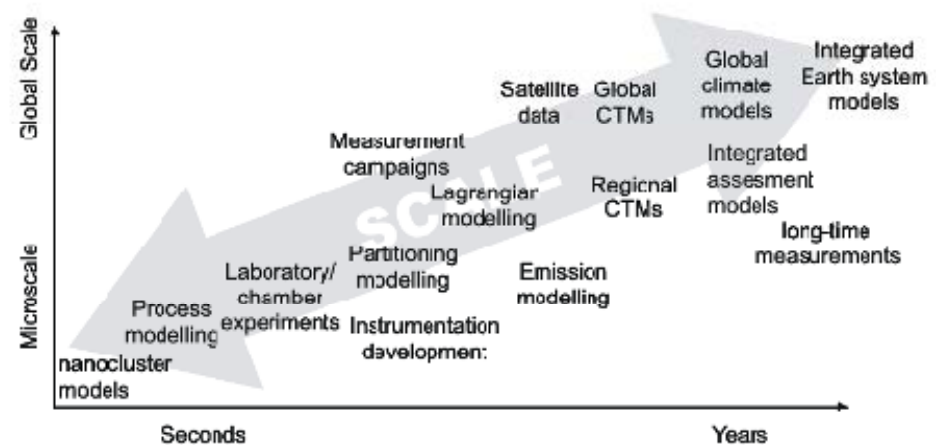 Global Scale
Microscale
Integrated
Earth system
models
Global
climate
models
Satellite
data
Global
CTMs
Measurement
campaigns
SCALE
Integrated
assesment
models
Lagrangian
modelling
Regional
CTMs
long-time
measurements
Partitioning
modelling
Emission
modelling
Laboratory/
chamber
experiments
Process
modelling
Instrumentation
development
nanocluster
models
Seconds
Years